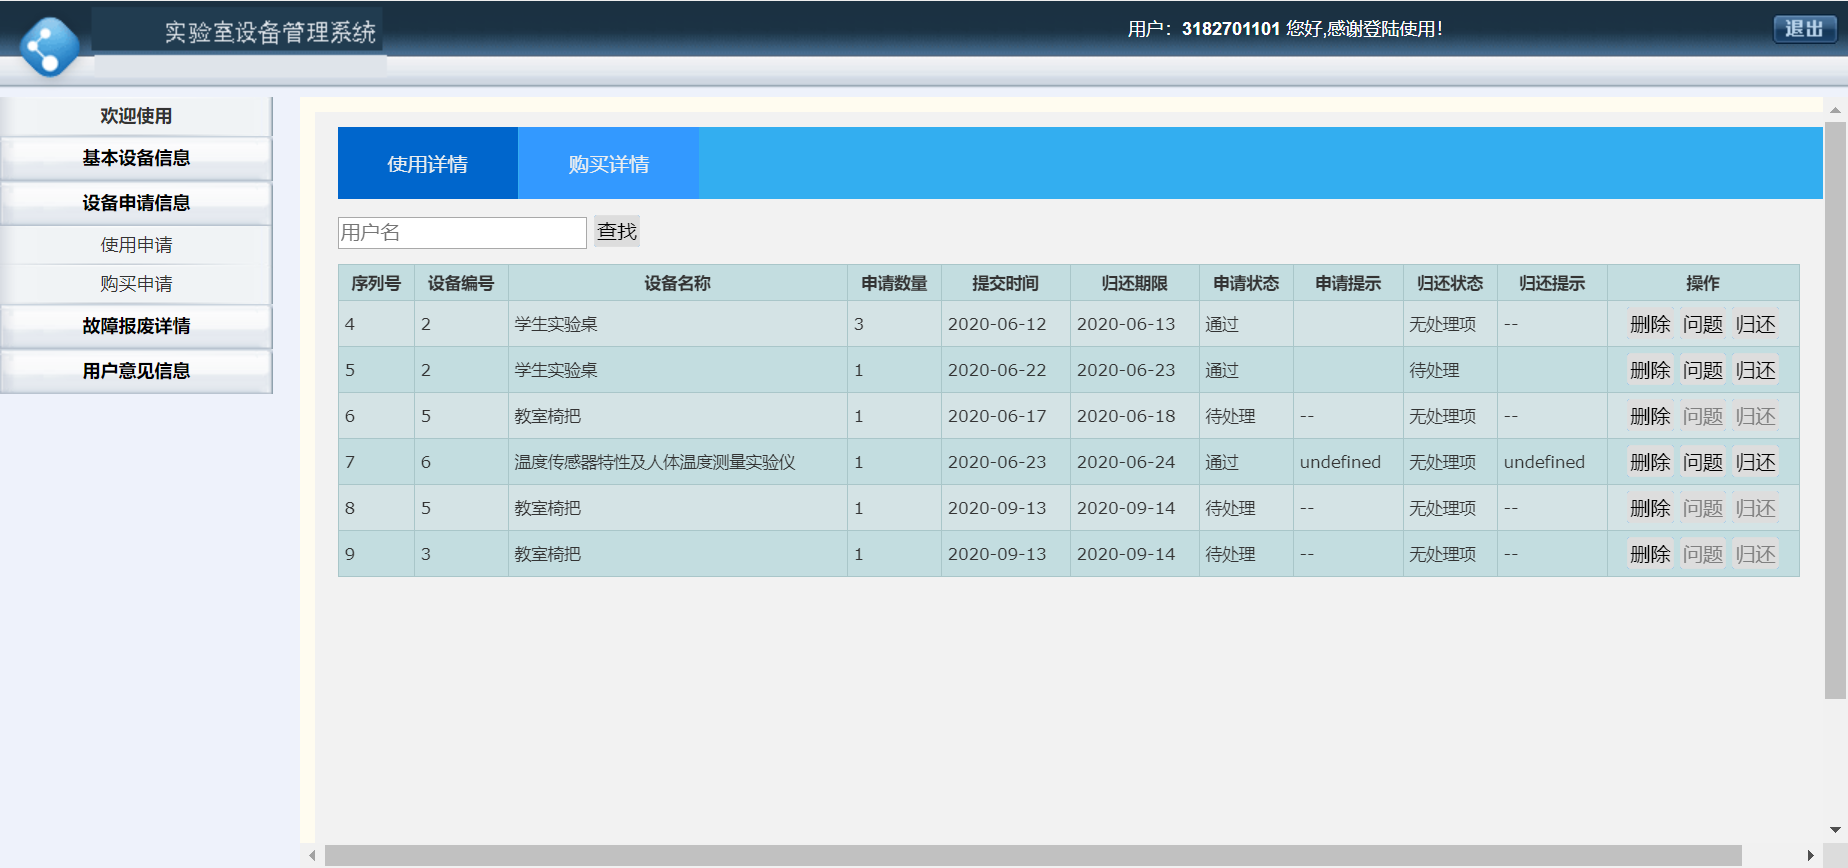 实验室设备管理系统
用户：3182701101 您好,感谢登陆使用！
退出
欢迎使用
基本设备信息
设备申请信息
使用申请
购买申请
故障报废详情
用户意见信息
使用详情 购买详情
用户名 查找
序列号 设备编号 设备名称 申请数量 提交时间 归还期限 申请状态 申请提示 归还状态 归还提示 操作
4 2 学生实验桌 3 2020-06-12 2020-06-13 通过 无处理项 -- 删除 问题 归还
5 2 学生实验桌 1 2020-06-22 2020-06-23 通过 待处理 删除 问题 归还
6 5 教室椅把 1 2020-06-17 2020-06-18 待处理 -- 无处理项 -- 删除 问题 归还
7 6 温度传感器特性及人体温度测量实验仪 1 2020-06-23 2020-06-24 通过 undefined 无处理项 undefined 删除 问题 归还
8 5 教室椅把 1 2020-09-13 2020-09-14 待处理 -- 无处理项 -- 删除 问题 归还
9 3 教室椅把 1 2020-09-13 2020-09-14 待处理 -- 无处理项 -- 删除 问题 归还